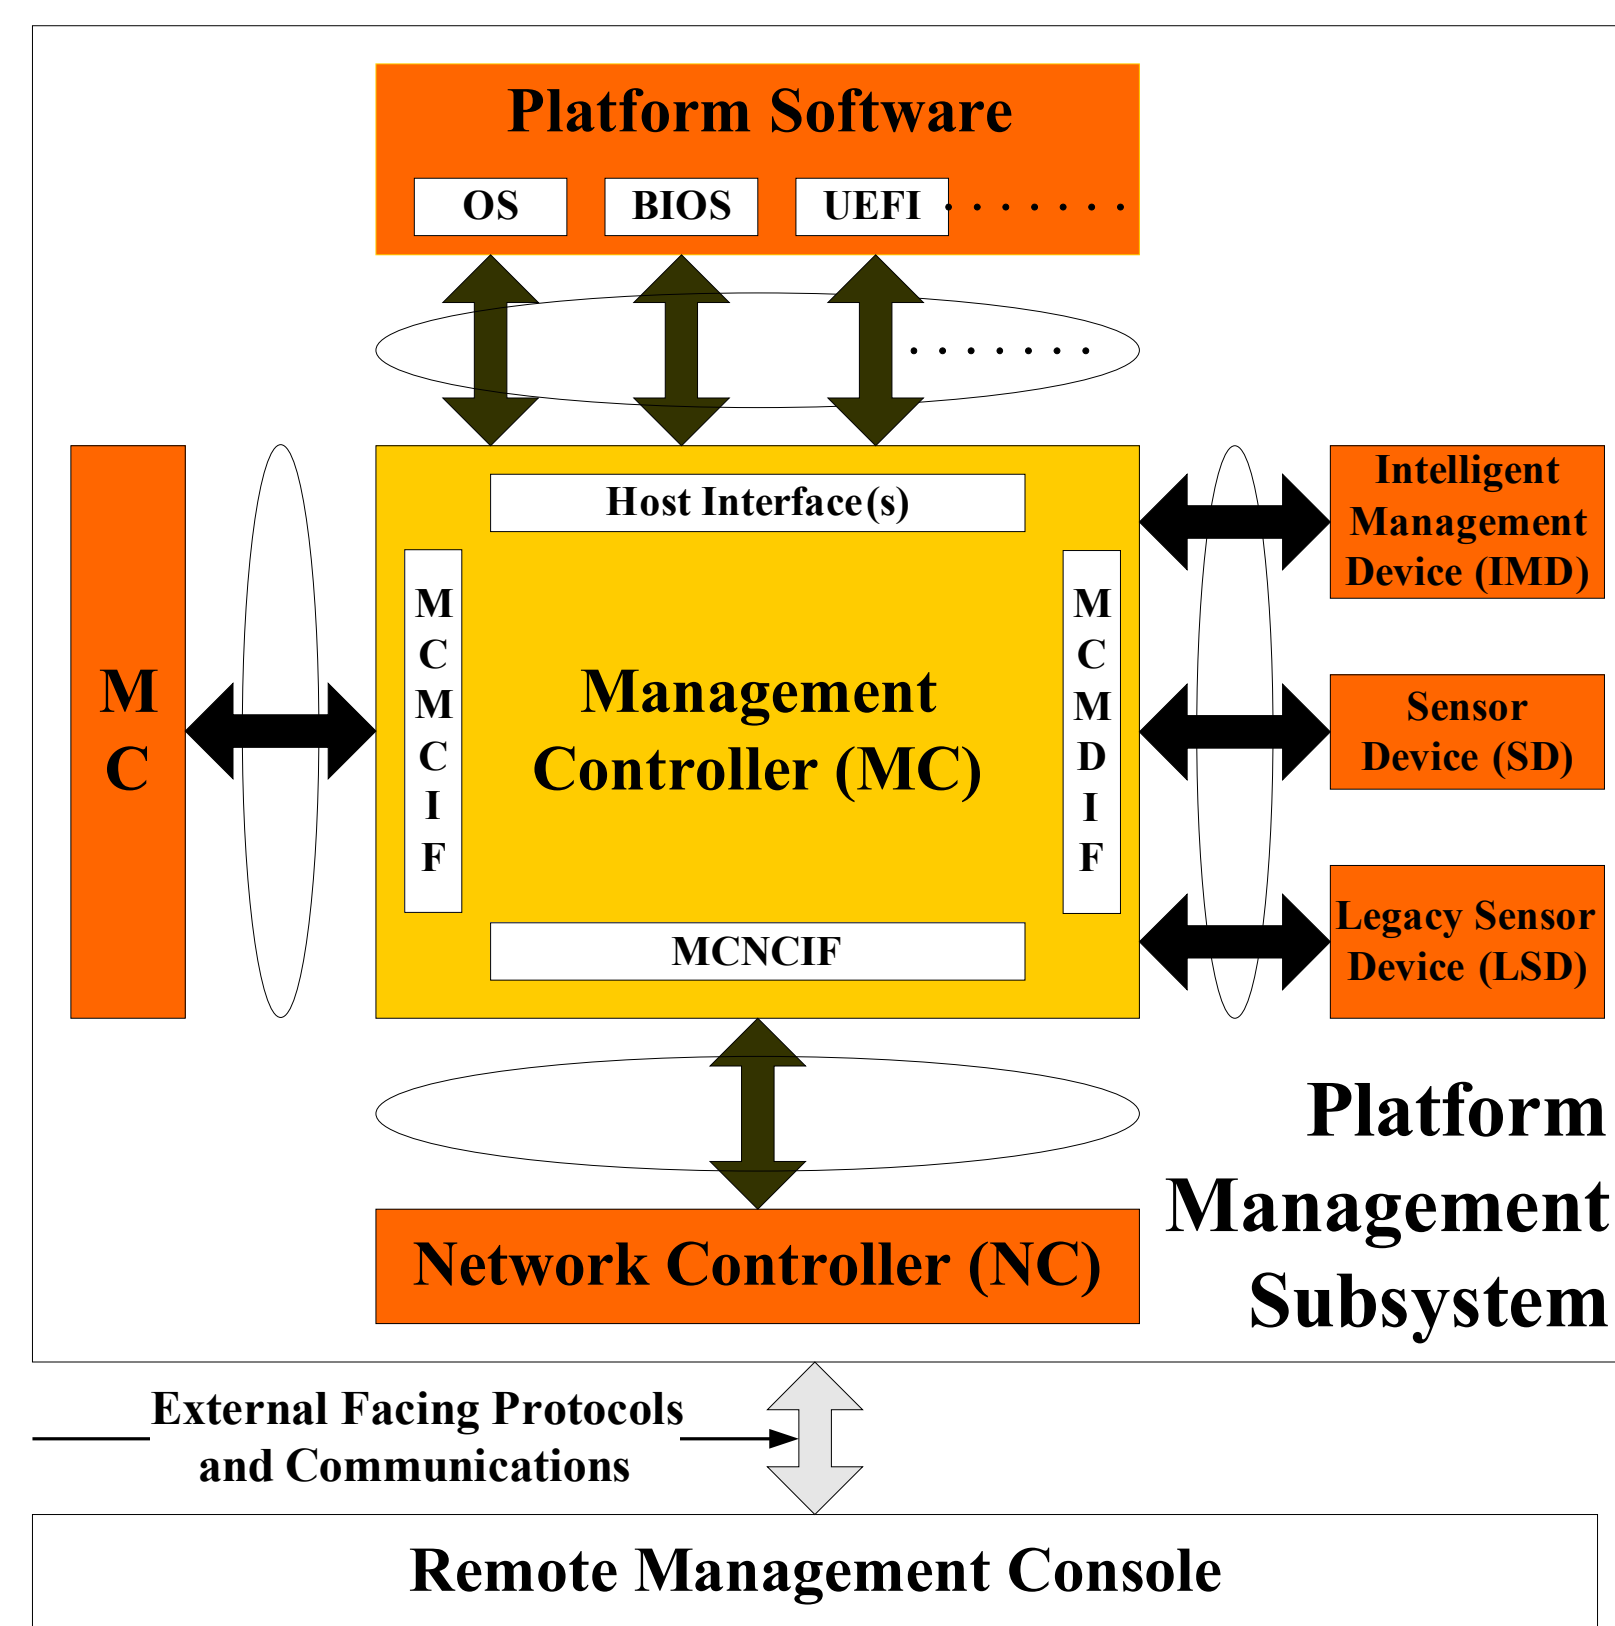 Platform Software
OS BIOS UEFI . . . . . . .
. . . . . . .
Host Interface(s)
M
C
M
C
M
C
I
F
Management
Controller (MC)
M
C
M
D
I
F
MCNCIF
Intelligent
Management
Device (IMD)
Sensor
Device (SD)
Legacy Sensor
Device (LSD)
Network Controller (NC)
Platform
Management
Subsystem
External Facing Protocols
and Communications
Remote Management Console